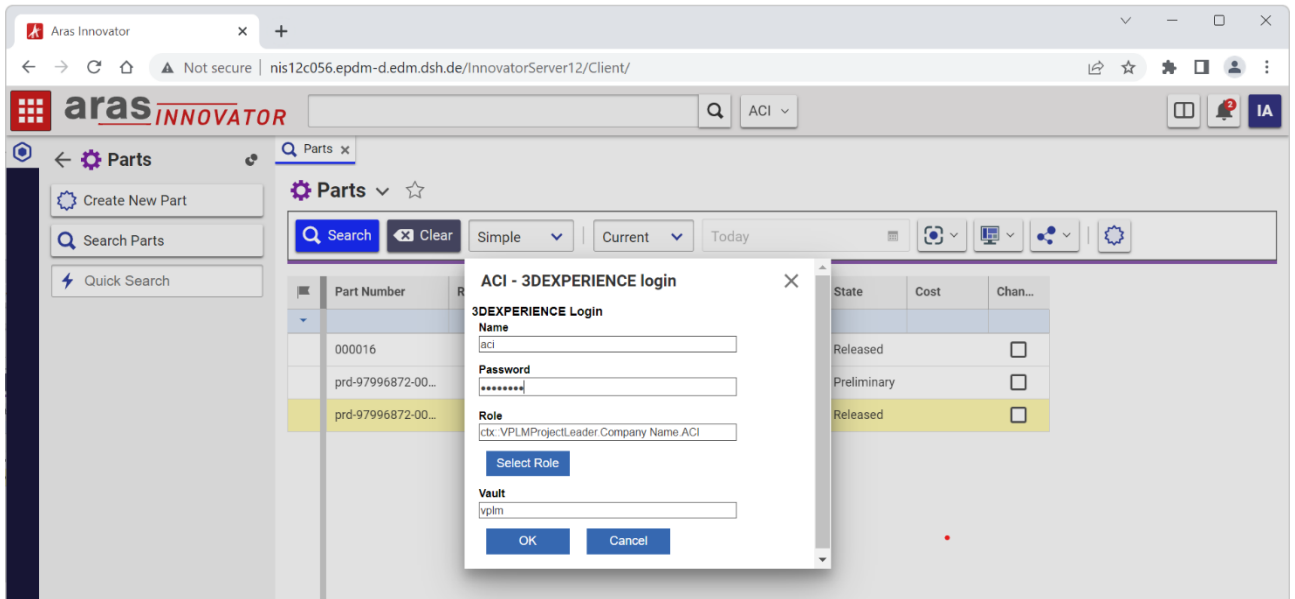 Aras Innovator
Not secure | nis12c056.epdm-d.edm.dsh.de/InnovatorServer12/Client/
aras INNOVATOR
ACI
2
IA
Parts
Parts
Create New Part
Search Parts
Quick Search
Parts
Search
Clear
Simple
Current
Today
Part Number
R
State
Cost
Chan...
000016
Released
prd-97996872-00...
Preliminary
prd-97996872-00...
Released
ACI - 3DEXPERIENCE login
3DEXPERIENCE Login
Name
aci
Password
••••••••
Role
ctx::VPLMProjectLeader.Company Name.ACI
Select Role
Vault
vplm
OK
Cancel